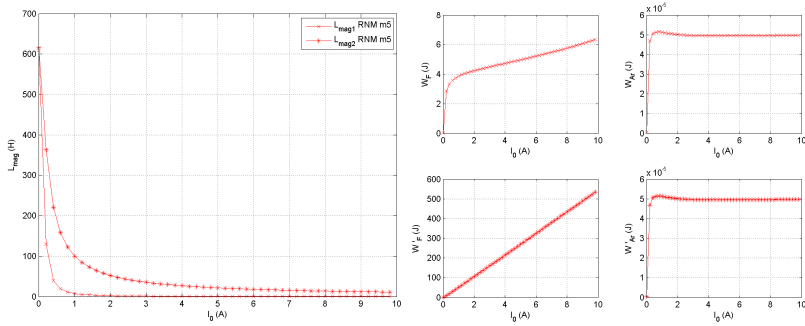 700
600
500
400
300
200
100
0
L_mag (H)
0 1 2 3 4 5 6 7 8 9 10
I_0 (A)
L_mag1 RNM m5
L_mag2 RNM m5
8
6
4
2
0
W_F (J)
0 2 4 6 8 10
I_0 (A)
x 10^-5
6
5
4
3
2
1
0
W_Ar (J)
0 2 4 6 8 10
I_0 (A)
600
500
400
300
200
100
0
W'_F (J)
0 2 4 6 8 10
I_0 (A)
x 10^-5
6
5
4
3
2
1
0
W'_Ar (J)
0 2 4 6 8 10
I_0 (A)